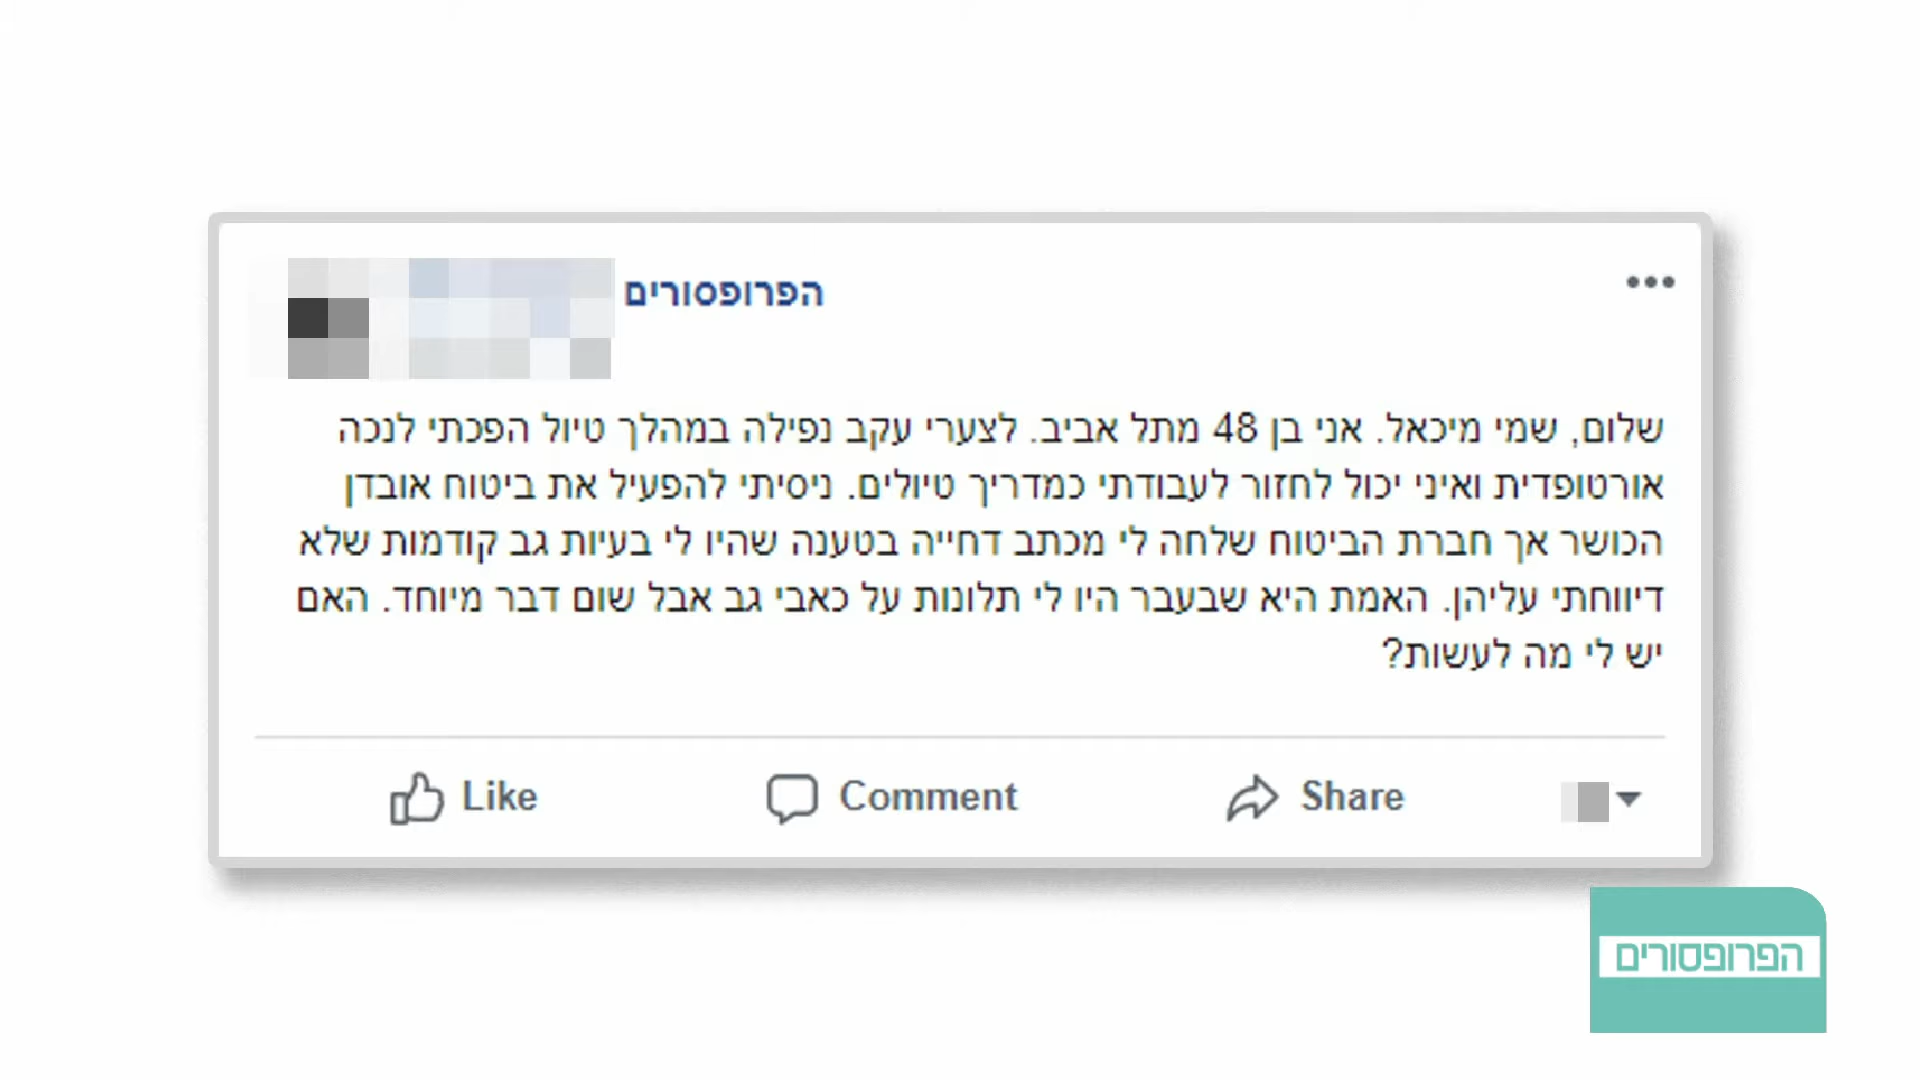 הפרופסורים
שלום, שמי מיכאל. אני בן 48 מתל אביב. לצערי עקב נפילה במהלך טיול הפכתי לנכה
אורטופדית ואיני יכול לחזור לעבודתי כמדריך טיולים. ניסיתי להפעיל את ביטוח אובדן
הכושר אך חברת הביטוח שלחה לי מכתב דחייה בטענה שהיו לי בעיות גב קודמות שלא
דיווחתי עליהן. האמת היא שבעבר היו לי תלונות על כאבי גב אבל שום דבר מיוחד. האם
יש לי מה לעשות?
Like Comment Share
הפרופסורים